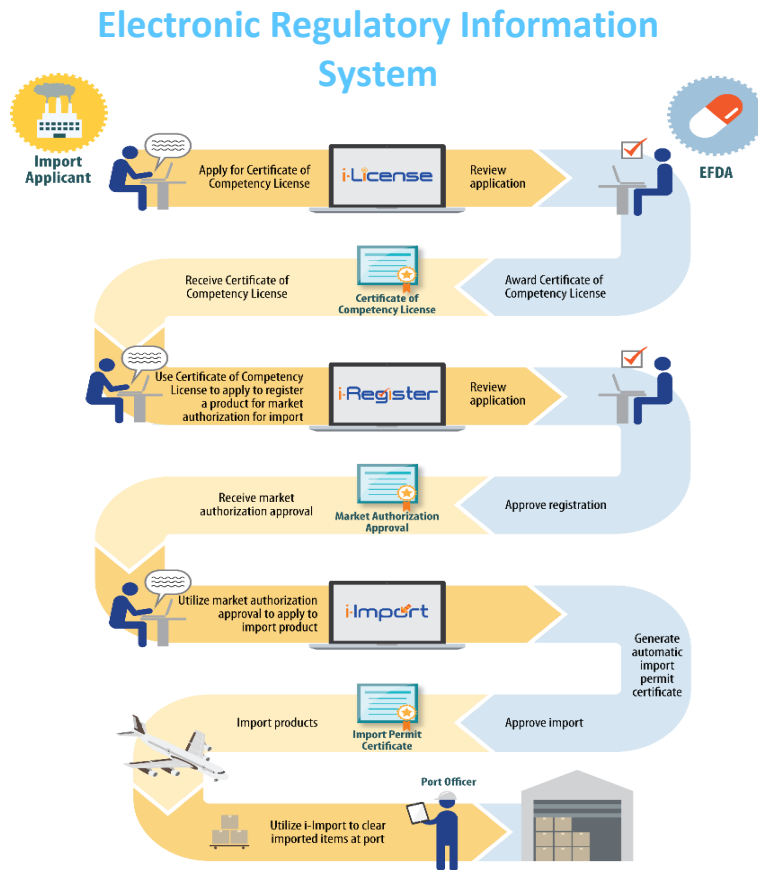 Electronic Regulatory Information
System
Import
Applicant
EFDA
Apply for Certificate of
Competency License
i-License
Review
application
Receive Certificate of
Competency License
Certificate of
Competency License
Award Certificate of
Competency License
Use Certificate of Competency
License to apply to register
a product for market
authorization for import
i-Register
Review
application
Receive market
authorization approval
Market Authorization
Approval
Approve registration
Utilize market authorization
approval to apply to
import product
i-Import
Generate
automatic
import
permit
certificate
Import products
Import Permit
Certificate
Approve import
Port Officer
Utilize i-Import to clear
imported items at port